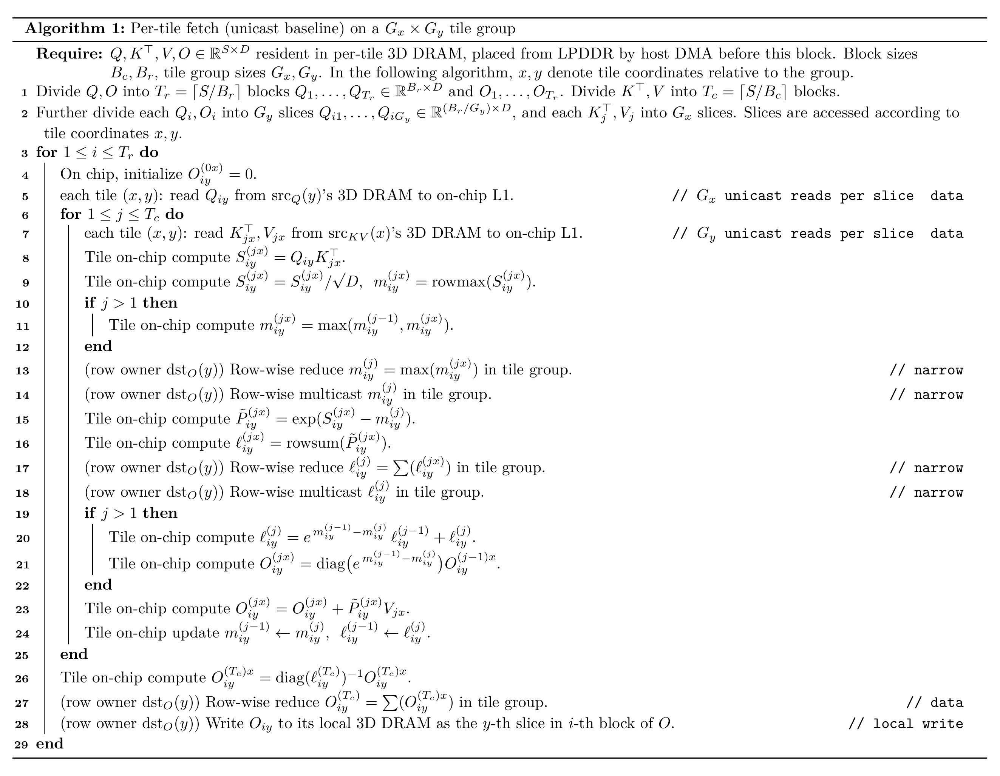 Algorithm 1: Per-tile fetch (unicast baseline) on a $G_x \times G_y$ tile group
Require: $Q, K^\top, V, O \in \mathbb{R}^{S \times D}$ resident in per-tile 3D DRAM, placed from LPDDR by host DMA before this block. Block sizes
$B_c, B_r$, tile group sizes $G_x, G_y$. In the following algorithm, $x, y$ denote tile coordinates relative to the group.
1 Divide $Q, O$ into $T_r = \lceil S/B_r \rceil$ blocks $Q_1, \ldots, Q_{T_r} \in \mathbb{R}^{B_r \times D}$ and $O_1, \ldots, O_{T_r}$. Divide $K^\top, V$ into $T_c = \lceil S/B_c \rceil$ blocks.
2 Further divide each $Q_i, O_i$ into $G_y$ slices $Q_{i1}, \ldots, Q_{iG_y} \in \mathbb{R}^{(B_r/G_y) \times D}$, and each $K_j^\top, V_j$ into $G_x$ slices. Slices are accessed according to
tile coordinates $x, y$.
3 for $1 \leq i \leq T_r$ do
4 On chip, initialize $O_{iy}^{(0x)} = 0$.
5 each tile $(x, y)$: read $Q_{iy}$ from $\mathrm{src}_Q(y)$'s 3D DRAM to on-chip L1. // $G_x$ unicast reads per slice data
6 for $1 \leq j \leq T_c$ do
7 each tile $(x, y)$: read $K_{jx}^\top, V_{jx}$ from $\mathrm{src}_{KV}(x)$'s 3D DRAM to on-chip L1. // $G_y$ unicast reads per slice data
8 Tile on-chip compute $S_{iy}^{(jx)} = Q_{iy} K_{jx}^\top$.
9 Tile on-chip compute $S_{iy}^{(jx)} = S_{iy}^{(jx)} / \sqrt{D}$, $m_{iy}^{(jx)} = \mathrm{rowmax}(S_{iy}^{(jx)})$.
10 if $j > 1$ then
11 Tile on-chip compute $m_{iy}^{(jx)} = \max(m_{iy}^{(j-1)}, m_{iy}^{(jx)})$.
12 end
13 (row owner $\mathrm{dst}_O(y)$) Row-wise reduce $m_{iy}^{(j)} = \max(m_{iy}^{(jx)})$ in tile group. // narrow
14 (row owner $\mathrm{dst}_O(y)$) Row-wise multicast $m_{iy}^{(j)}$ in tile group. // narrow
15 Tile on-chip compute $\tilde{P}_{iy}^{(jx)} = \exp(S_{iy}^{(jx)} - m_{iy}^{(j)})$.
16 Tile on-chip compute $\ell_{iy}^{(jx)} = \mathrm{rowsum}(\tilde{P}_{iy}^{(jx)})$.
17 (row owner $\mathrm{dst}_O(y)$) Row-wise reduce $\ell_{iy}^{(j)} = \sum(\ell_{iy}^{(jx)})$ in tile group. // narrow
18 (row owner $\mathrm{dst}_O(y)$) Row-wise multicast $\ell_{iy}^{(j)}$ in tile group. // narrow
19 if $j > 1$ then
20 Tile on-chip compute $\ell_{iy}^{(j)} = e^{m_{iy}^{(j-1)} - m_{iy}^{(j)}} \ell_{iy}^{(j-1)} + \ell_{iy}^{(j)}$.
21 Tile on-chip compute $O_{iy}^{(jx)} = \mathrm{diag}(e^{m_{iy}^{(j-1)} - m_{iy}^{(j)}}) O_{iy}^{(j-1)x}$.
22 end
23 Tile on-chip compute $O_{iy}^{(jx)} = O_{iy}^{(jx)} + \tilde{P}_{iy}^{(jx)} V_{jx}$.
24 Tile on-chip update $m_{iy}^{(j-1)} \leftarrow m_{iy}^{(j)}$, $\ell_{iy}^{(j-1)} \leftarrow \ell_{iy}^{(j)}$.
25 end
26 Tile on-chip compute $O_{iy}^{(T_c)x} = \mathrm{diag}(\ell_{iy}^{(T_c)})^{-1} O_{iy}^{(T_c)x}$.
27 (row owner $\mathrm{dst}_O(y)$) Row-wise reduce $O_{iy}^{(T_c)} = \sum(O_{iy}^{(T_c)x})$ in tile group. // data
28 (row owner $\mathrm{dst}_O(y)$) Write $O_{iy}$ to its local 3D DRAM as the $y$-th slice in $i$-th block of $O$. // local write
29 end